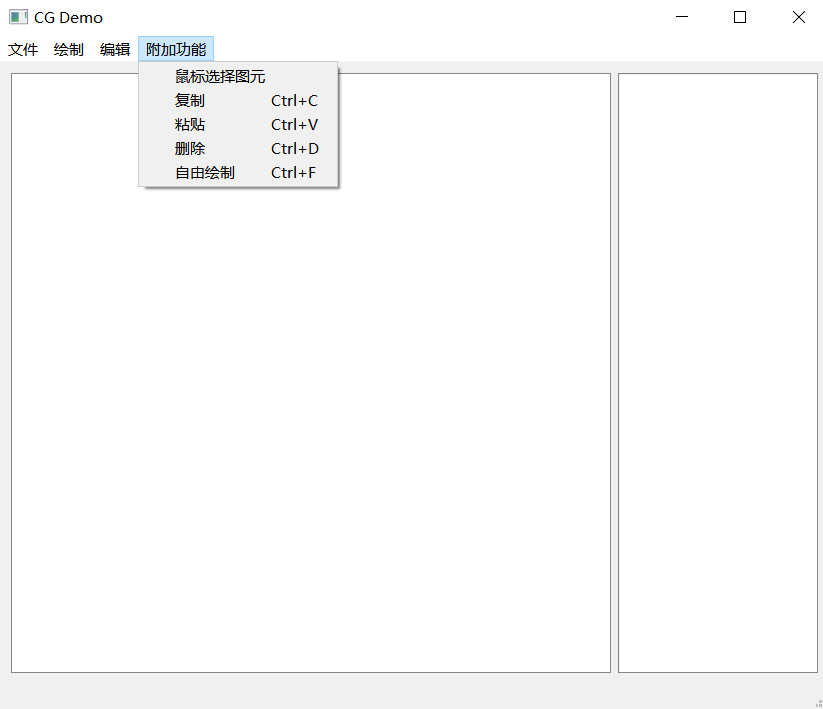 CG Demo
文件 绘制 编辑 附加功能
鼠标选择图元
复制 Ctrl+C
粘贴 Ctrl+V
删除 Ctrl+D
自由绘制 Ctrl+F